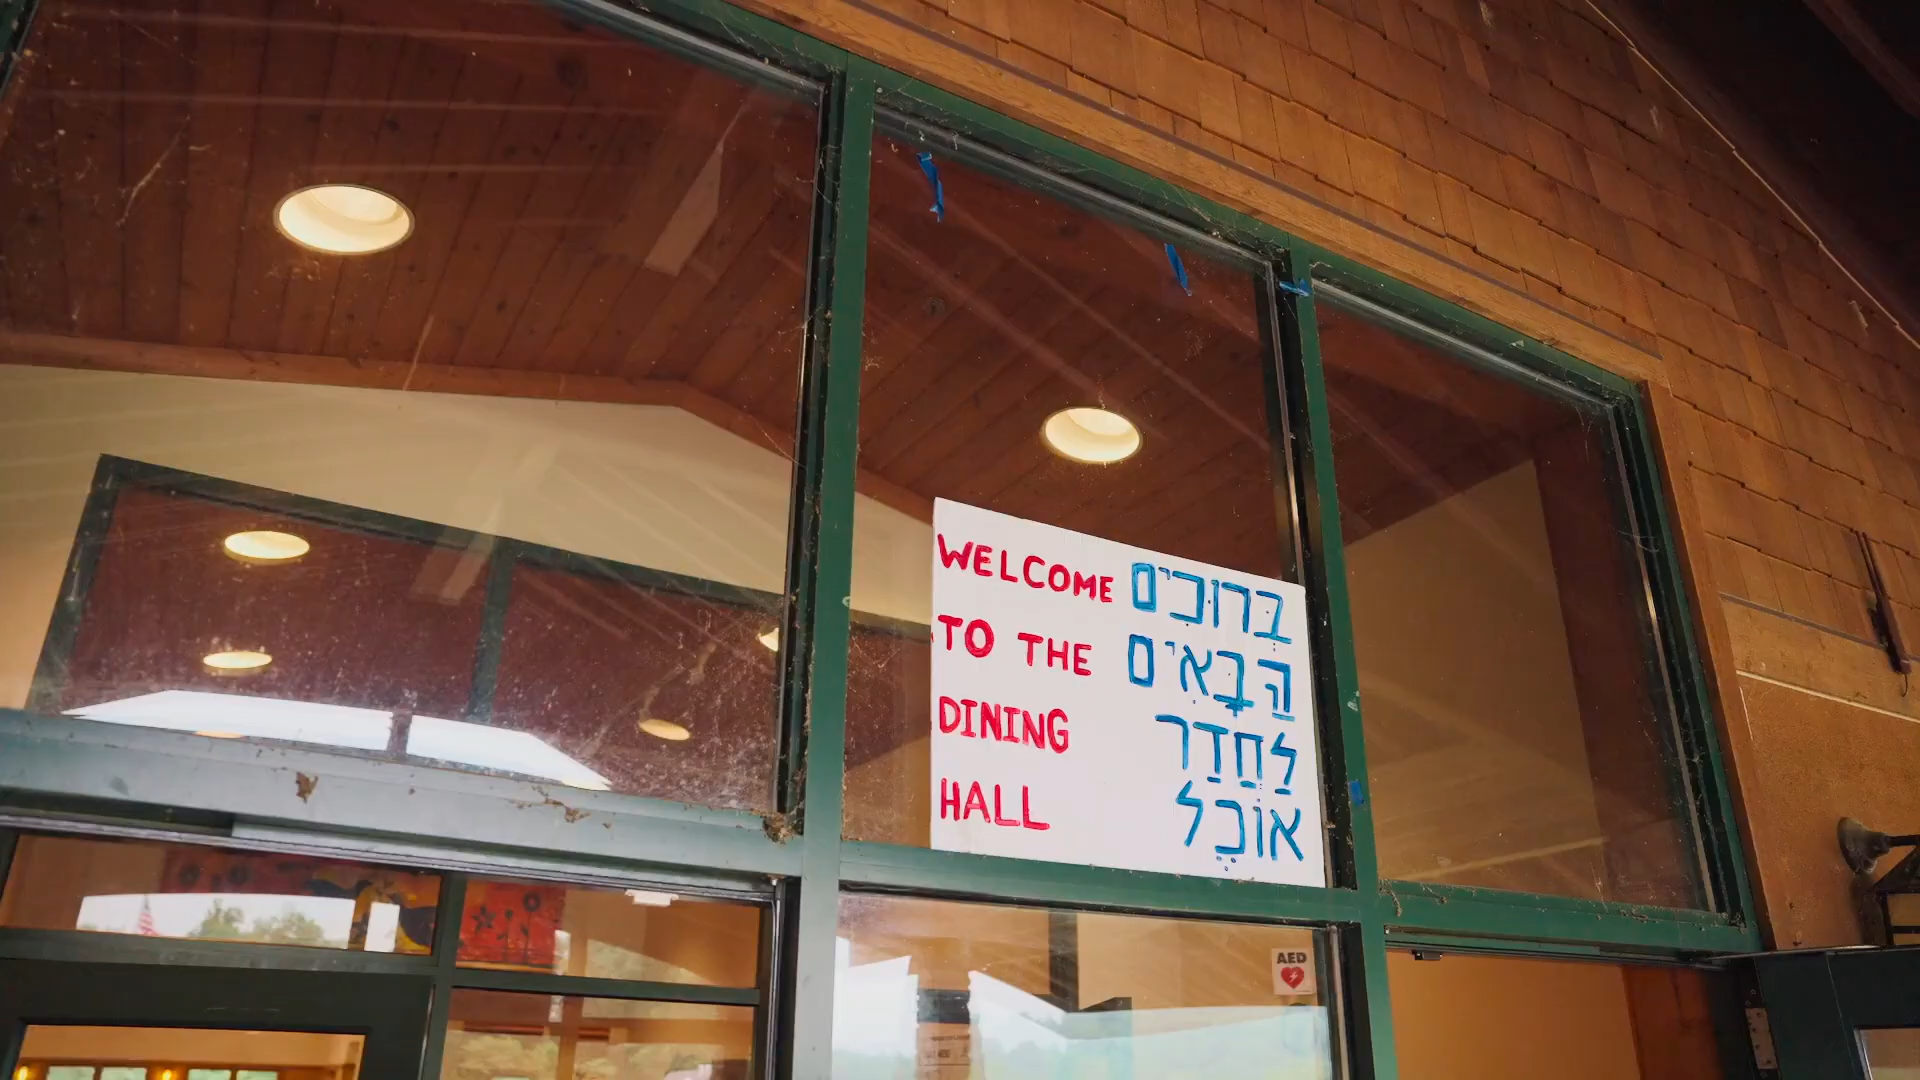 WELCOME
TO THE
DINING
HALL
בְּרוּכִים
הַבָּאִים
לַחֲדַר
אוֹכֶל
AED